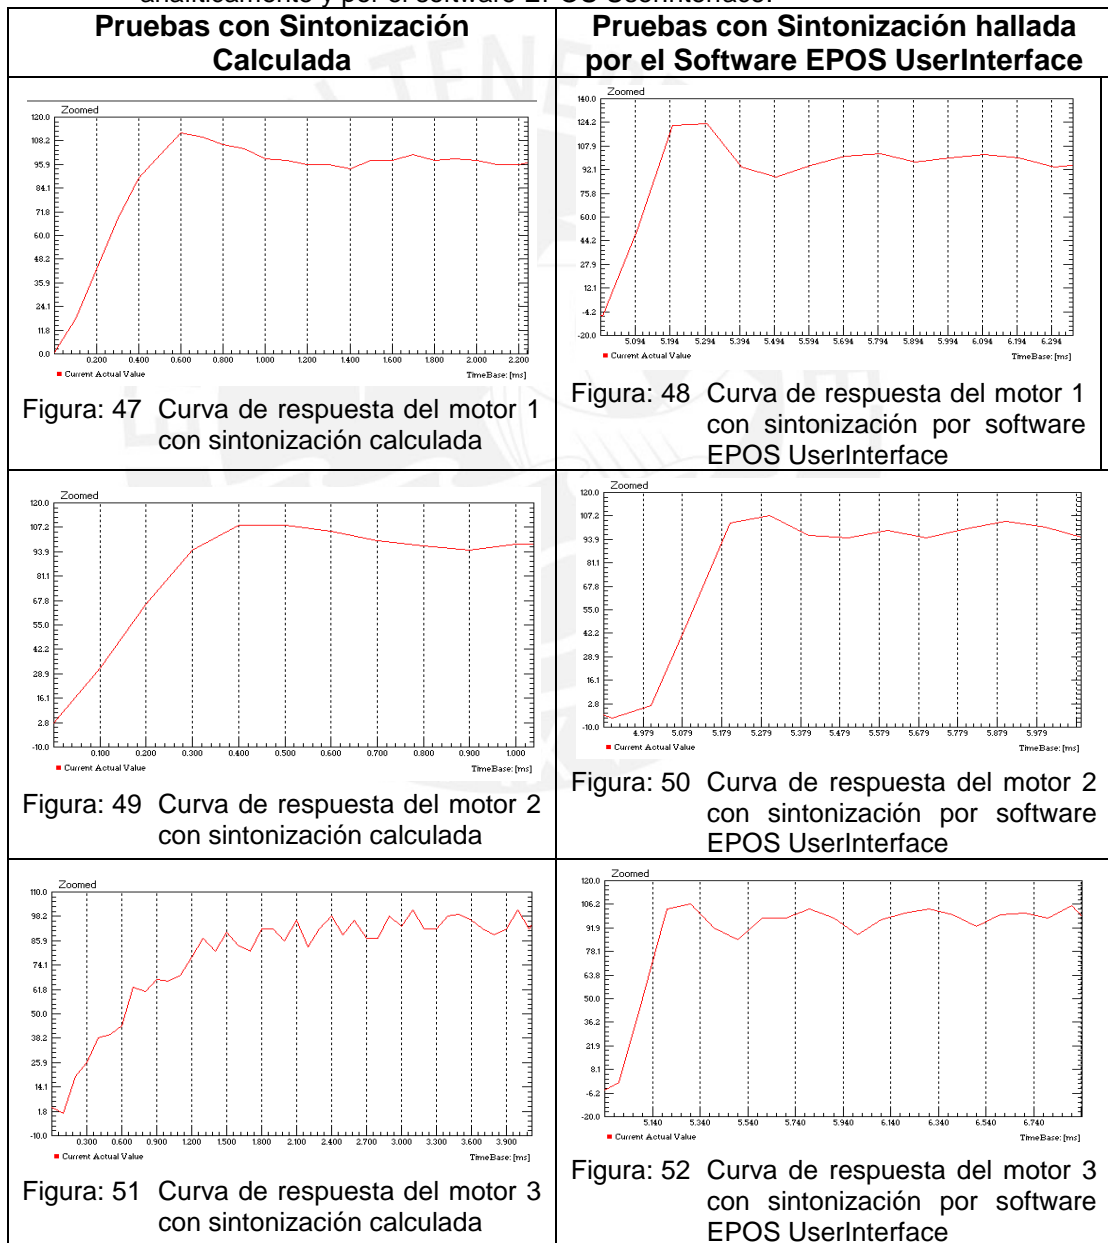 analíticamente y por el software EPOS UserInterface.
Pruebas con Sintonización
Calculada
Pruebas con Sintonización hallada
por el Software EPOS UserInterface
Zoomed
120.0
108.2
95.9
84.1
71.8
60.0
48.2
35.9
24.1
11.8
0.0
0.200 0.400 0.600 0.800 1.000 1.200 1.400 1.600 1.800 2.000 2.200
Current Actual Value
TimeBase: [ms]
Figura: 47 Curva de respuesta del motor 1
con sintonización calculada
Zoomed
140.0
124.2
107.9
92.1
75.8
60.0
44.2
27.9
12.1
-4.2
-20.0
5.094 5.194 5.294 5.394 5.494 5.594 5.694 5.794 5.894 5.994 6.094 6.194 6.294
Current Actual Value
TimeBase: [ms]
Figura: 48 Curva de respuesta del motor 1
con sintonización por software
EPOS UserInterface
Zoomed
120.0
107.2
93.9
81.1
67.8
55.0
42.2
28.9
16.1
2.8
-10.0
0.100 0.200 0.300 0.400 0.500 0.600 0.700 0.800 0.900 1.000
Current Actual Value
TimeBase: [ms]
Figura: 49 Curva de respuesta del motor 2
con sintonización calculada
Zoomed
120.0
107.2
93.9
81.1
67.8
55.0
42.2
28.9
16.1
2.8
-10.0
4.979 5.079 5.179 5.279 5.379 5.479 5.579 5.679 5.779 5.879 5.979
Current Actual Value
TimeBase: [ms]
Figura: 50 Curva de respuesta del motor 2
con sintonización por software
EPOS UserInterface
Zoomed
110.0
98.2
85.9
74.1
61.8
50.0
38.2
25.9
14.1
1.8
-10.0
0.300 0.600 0.900 1.200 1.500 1.800 2.100 2.400 2.700 3.000 3.300 3.600 3.900
Current Actual Value
TimeBase: [ms]
Figura: 51 Curva de respuesta del motor 3
con sintonización calculada
Zoomed
120.0
106.2
91.9
78.1
63.8
50.0
36.2
21.9
8.1
-6.2
-20.0
5.140 5.340 5.540 5.740 5.940 6.140 6.340 6.540 6.740
Current Actual Value
TimeBase: [ms]
Figura: 52 Curva de respuesta del motor 3
con sintonización por software
EPOS UserInterface